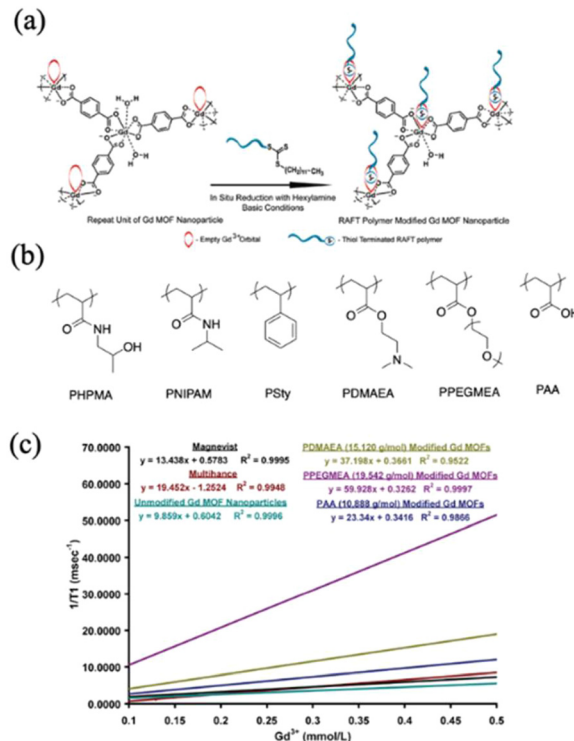 (a)
Gd
Gd
Gd
Gd
In Situ Reduction with Hexylamine
Basic Conditions
Repeat Unit of Gd MOF Nanoparticle
RAFT Polymer Modified Gd MOF Nanoparticle
- Empty Gd3+Orbital
- Thiol Terminated RAFT polymer
(b)
PHPMA
PNIPAM
PSty
PDMAEA
PPEGMEA
PAA
(c)
Magnevist
y = 13.438x + 0.5783 R2 = 0.9995
Multihance
y = 19.452x - 1.2524 R2 = 0.9948
Unmodified Gd MOF Nanoparticles
y = 9.859x + 0.6042 R2 = 0.9996
PDMAEA (15,120 g/mol) Modified Gd MOFs
y = 37.198x + 0.3661 R2 = 0.9522
PPEGMEA (19,542 g/mol) Modified Gd MOFs
y = 59.928x + 0.3262 R2 = 0.9997
PAA (10,888 g/mol) Modified Gd MOFs
y = 23.34x + 0.3416 R2 = 0.9866
1/T1 (msec-1)
70.0000
60.0000
50.0000
40.0000
30.0000
20.0000
10.0000
0.0000
0.1 0.15 0.2 0.25 0.3 0.35 0.4 0.45 0.5
Gd3+ (mmol/L)